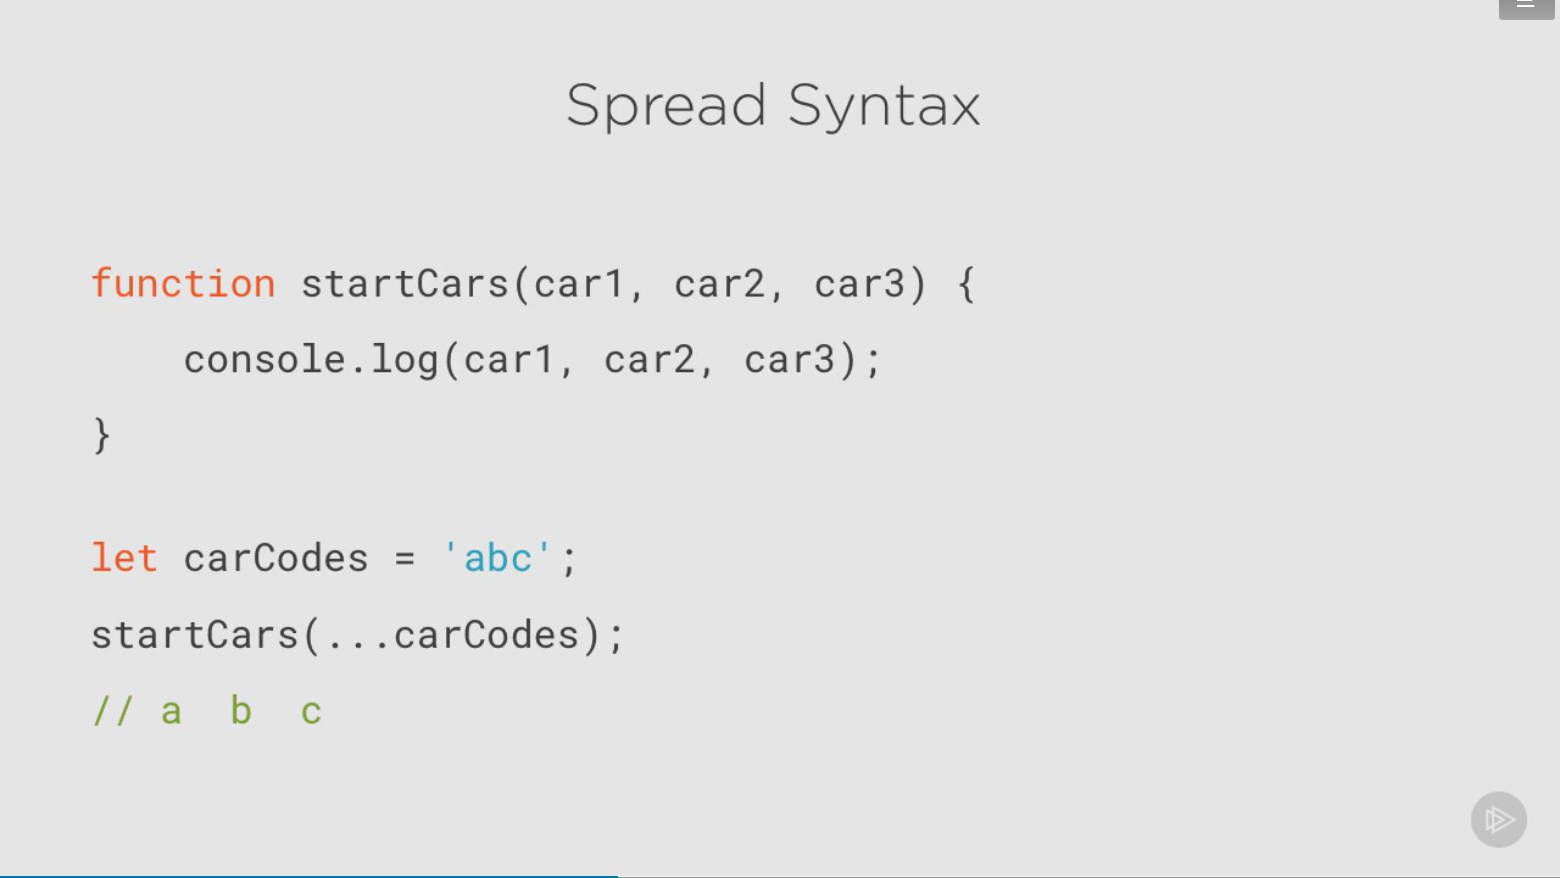 Spread Syntax
function startCars(car1, car2, car3) {
    console.log(car1, car2, car3);
}
let carCodes = 'abc';
startCars(...carCodes);
// a  b  c